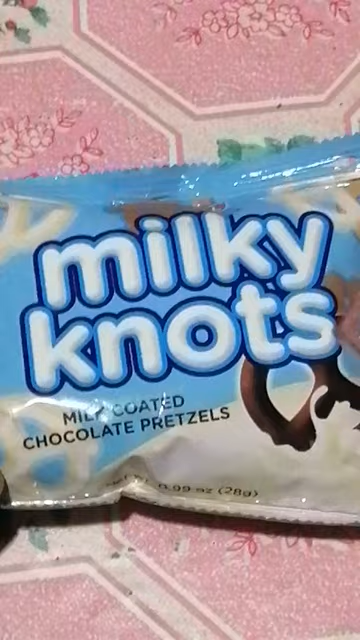 milky
knots
MILK COATED
CHOCOLATE PRETZELS
0.99 oz (28g)